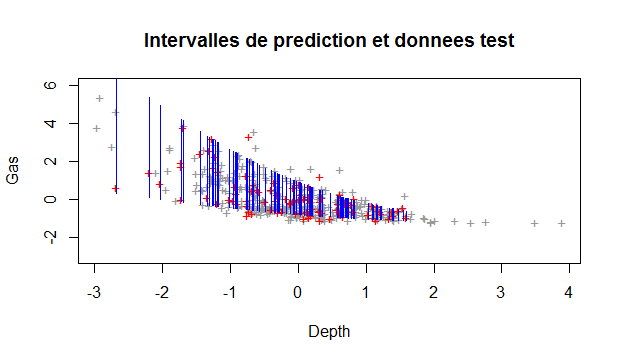 Intervalles de prediction et donnees test
Gas
6
4
2
0
-2
-3 -2 -1 0 1 2 3 4
Depth